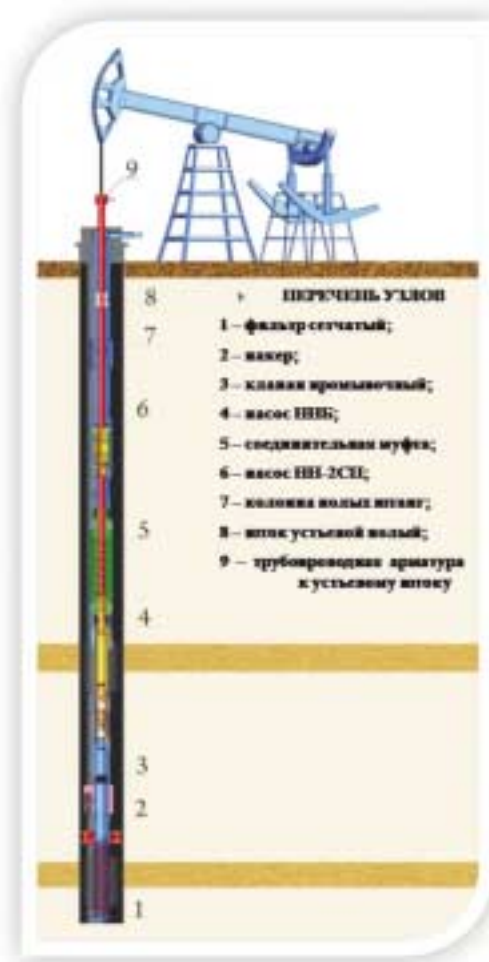 9
8
7
6
5
4
3
2
1
ПЕРЕЧЕНЬ УЗЛОВ
1 – фильтр сетчатый;
2 – пакер;
3 – клапан промывочный;
4 – насос ННБ;
5 – соединительная муфта;
6 – насос НН-2СП;
7 – колонна полых штанг;
8 – шток устьевой полый;
9 – трубопроводная арматура
к устьевому штоку